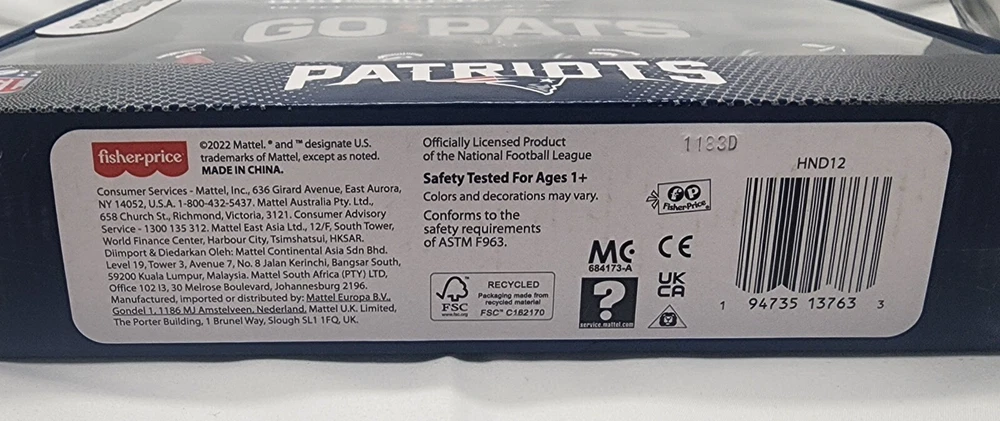 GO PATS
PATRIOTS
fisher-price
©2022 Mattel. ® and ™ designate U.S.
trademarks of Mattel, except as noted.
MADE IN CHINA.
Consumer Services - Mattel, Inc., 636 Girard Avenue, East Aurora,
NY 14052, U.S.A. 1-800-432-5437. Mattel Australia Pty. Ltd.,
658 Church St., Richmond, Victoria, 3121. Consumer Advisory
Service - 1300 135 312. Mattel East Asia Ltd., 12/F, South Tower,
World Finance Center, Harbour City, Tsimshatsui, HKSAR.
Diimport & Diedarkan Oleh: Mattel Continental Asia Sdn Bhd.
Level 19, Tower 3, Avenue 7, No. 8 Jalan Kerinchi, Bangsar South,
59200 Kuala Lumpur, Malaysia. Mattel South Africa (PTY) LTD,
Office 102 I3, 30 Melrose Boulevard, Johannesburg 2196.
Manufactured, imported or distributed by: Mattel Europa B.V.,
Gondel 1, 1186 MJ Amstelveen, Nederland. Mattel U.K. Limited,
The Porter Building, 1 Brunel Way, Slough SL1 1FQ, UK.
Officially Licensed Product
of the National Football League
Safety Tested For Ages 1+
Colors and decorations may vary.
Conforms to the
safety requirements
of ASTM F963.
FSC
www.fsc.org
RECYCLED
Packaging made from
recycled material
FSC® C162170
1183D
FP
Fisher-Price®
MC
684173-A
CE
?
service.mattel.com
UK
CA
HND12
1 94735 13763 3